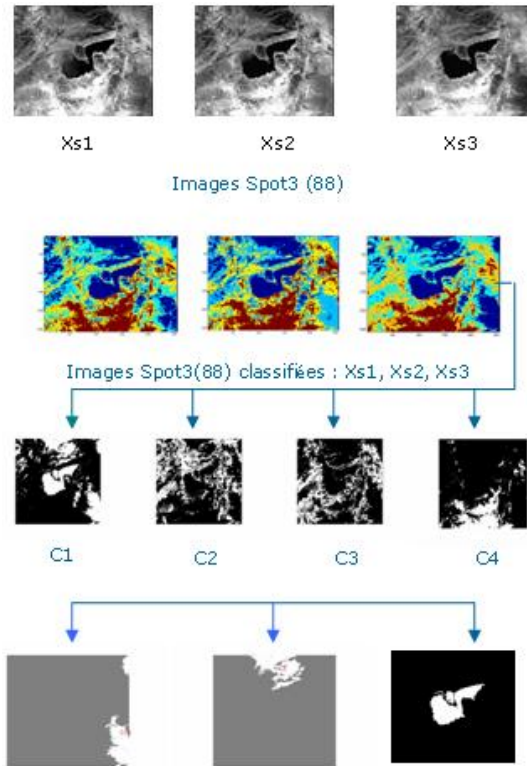 Xs1 Xs2 Xs3
Images Spot3 (88)
Images Spot3(88) classifiées : Xs1, Xs2, Xs3
C1 C2 C3 C4